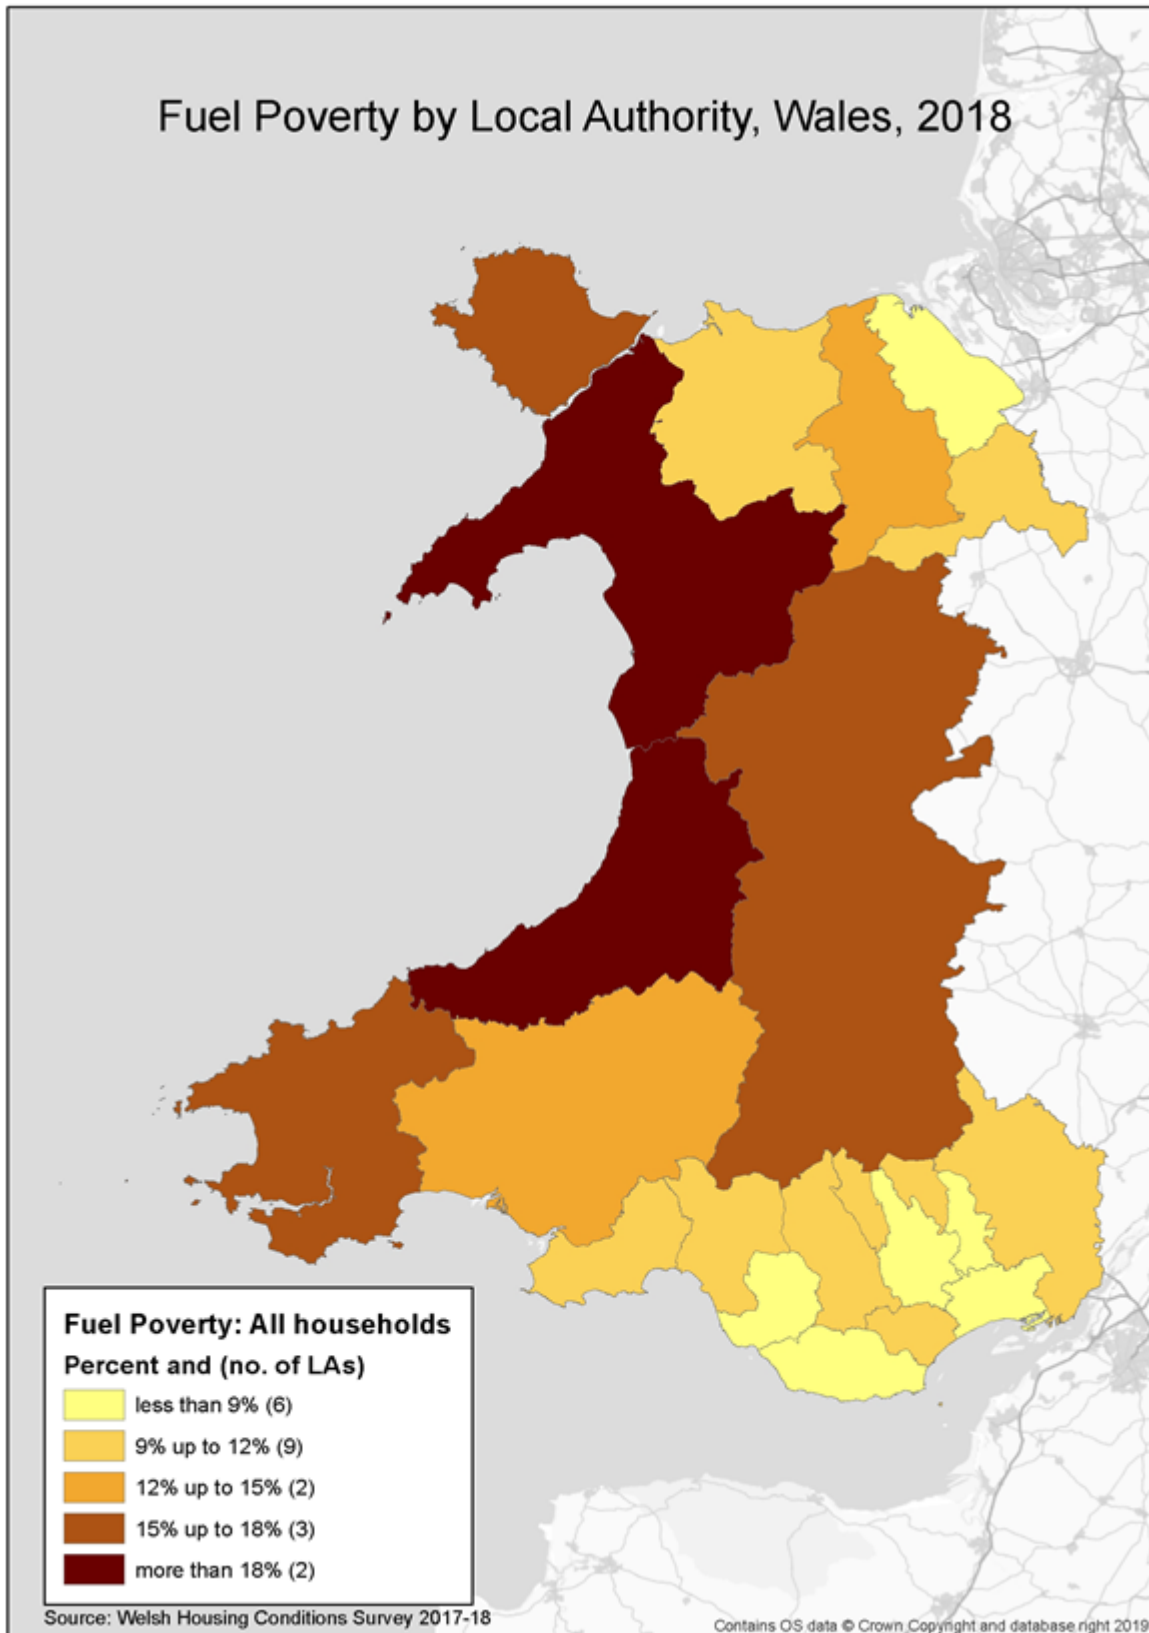 Fuel Poverty by Local Authority, Wales, 2018
Fuel Poverty: All households
Percent and (no. of LAs)
less than 9% (6)
9% up to 12% (9)
12% up to 15% (2)
15% up to 18% (3)
more than 18% (2)
Source: Welsh Housing Conditions Survey 2017-18
Contains OS data © Crown Copyright and database right 2019